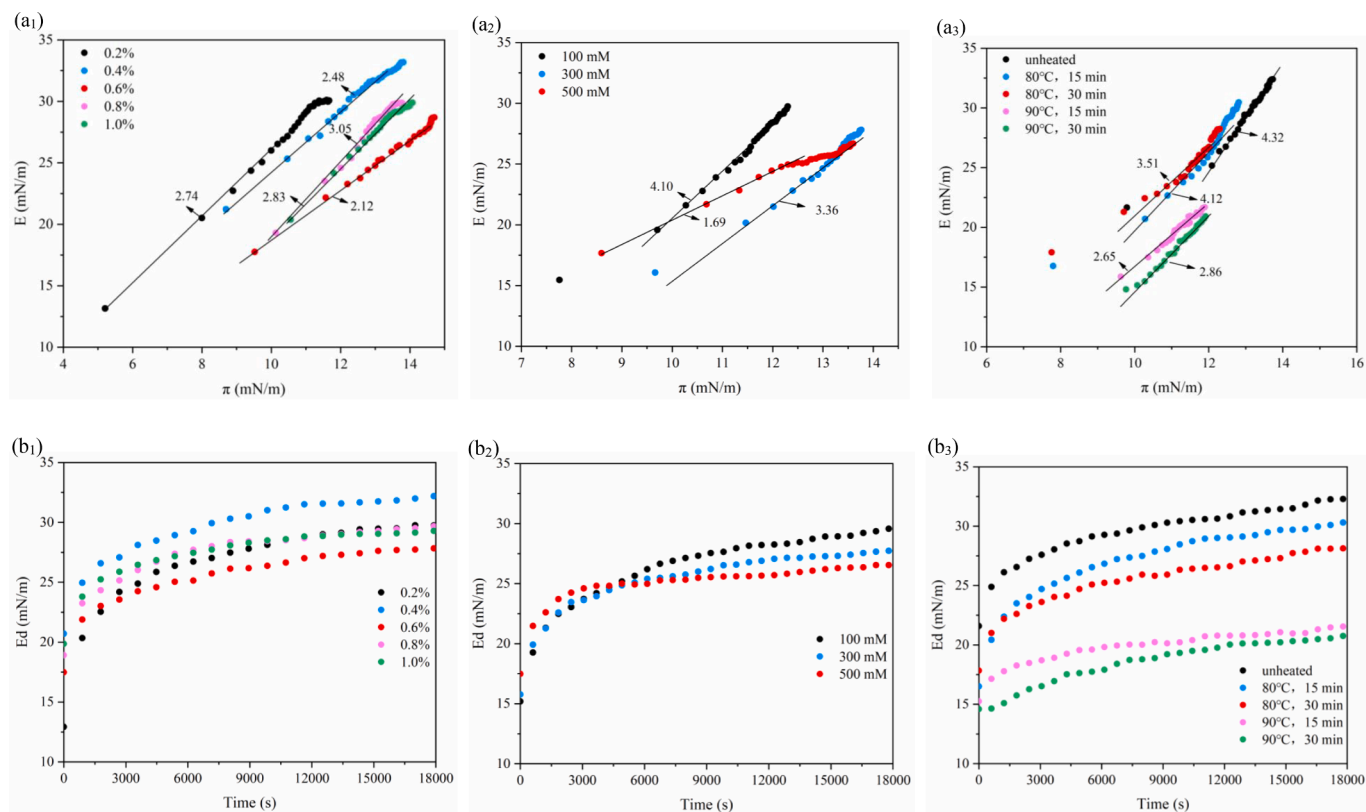 (a₁)
35
30
25
20
15
10
E (mN/m)
4
6
8
10
12
14
16
π (mN/m)
0.2%
0.4%
0.6%
0.8%
1.0%
2.48
3.05
2.83
2.74
2.12
(a₂)
35
30
25
20
15
10
E (mN/m)
7
8
9
10
11
12
13
14
π (mN/m)
100 mM
300 mM
500 mM
4.10
1.69
3.36
(a₃)
35
30
25
20
15
10
E (mN/m)
6
8
10
12
14
16
π (mN/m)
unheated
80℃，15 min
80℃，30 min
90℃，15 min
90℃，30 min
4.32
3.51
4.12
2.65
2.86
(b₁)
35
30
25
20
15
10
Ed (mN/m)
0
3000
6000
9000
12000
15000
18000
Time (s)
0.2%
0.4%
0.6%
0.8%
1.0%
(b₂)
35
30
25
20
15
10
Ed (mN/m)
0
3000
6000
9000
12000
15000
18000
Time (s)
100 mM
300 mM
500 mM
(b₃)
35
30
25
20
15
10
Ed (mN/m)
0
3000
6000
9000
12000
15000
18000
Time (s)
unheated
80℃，15 min
80℃，30 min
90℃，15 min
90℃，30 min